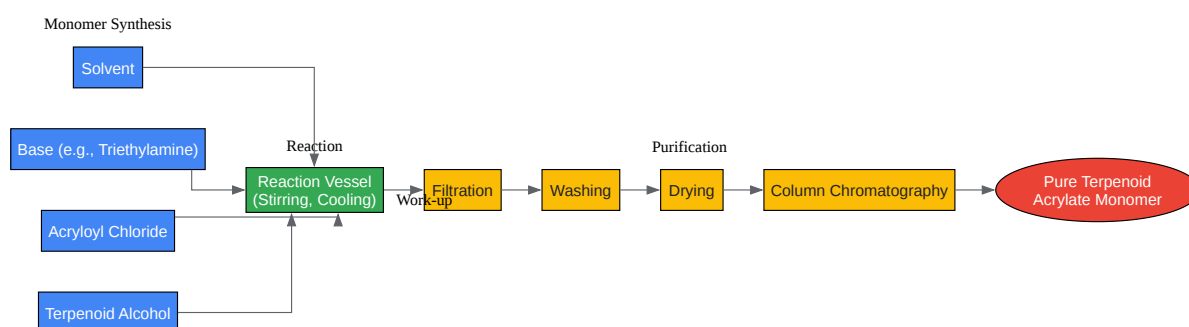 Monomer Synthesis
Solvent
Base (e.g., Triethylamine)
Acryloyl Chloride
Terpenoid Alcohol
Reaction
Reaction Vessel
(Stirring, Cooling)
Work-up
Filtration
Washing
Purification
Drying
Column Chromatography
Pure Terpenoid
Acrylate Monomer